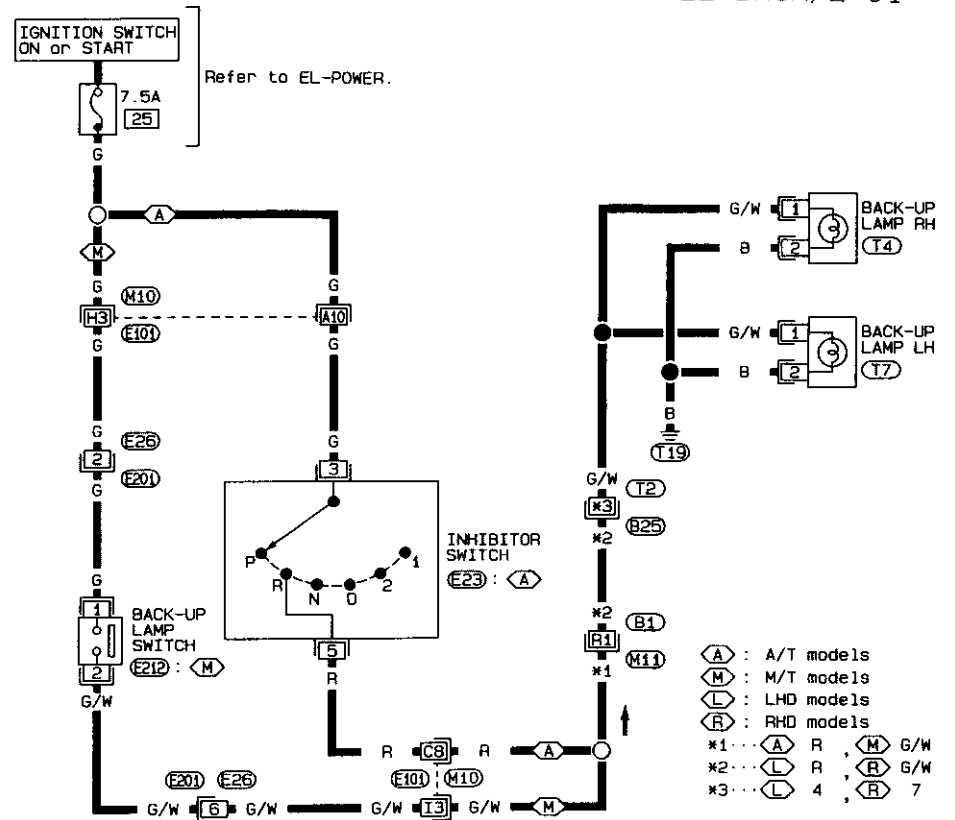 IGNITION SWITCH
ON or START
Refer to EL-POWER.
7.5A
25
G
A
M
G
G
M10
H3
A10
E101
G
G
G/W
1
BACK-UP
LAMP RH
B
2
T4
G/W
1
BACK-UP
LAMP LH
B
2
T7
B
T19
G
G
E26
2
3
E201
G
G/W
T2
*3
B25
*2
P
R
N
D
2
1
INHIBITOR
SWITCH
E23 : A
G
1
BACK-UP
LAMP
SWITCH
2
E212 : M
G/W
5
R
*2
B1
R1
M11
*1
A : A/T models
M : M/T models
L : LHD models
R : RHD models
*1···A R , M G/W
*2···L R , R G/W
*3···L 4 , R 7
R C8 R A
E201 E26
E101 M10
G/W 6 G/W
G/W I3 G/W M